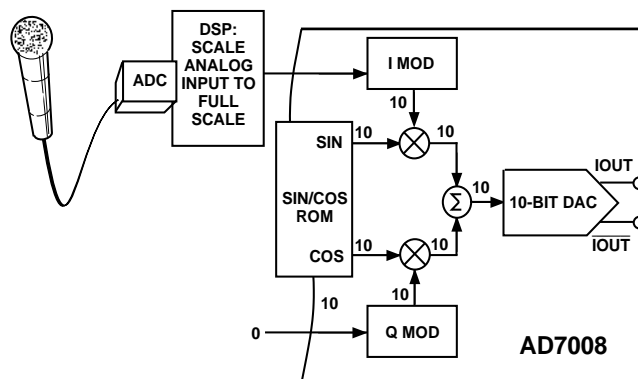 DSP:
SCALE
ANALOG
INPUT TO
FULL
SCALE
ADC
I MOD
10
SIN
10
10
IOUT
SIN/COS
ROM
Σ
10
10-BIT DAC
COS
10
10
IOUT
10
10
0
Q MOD
AD7008